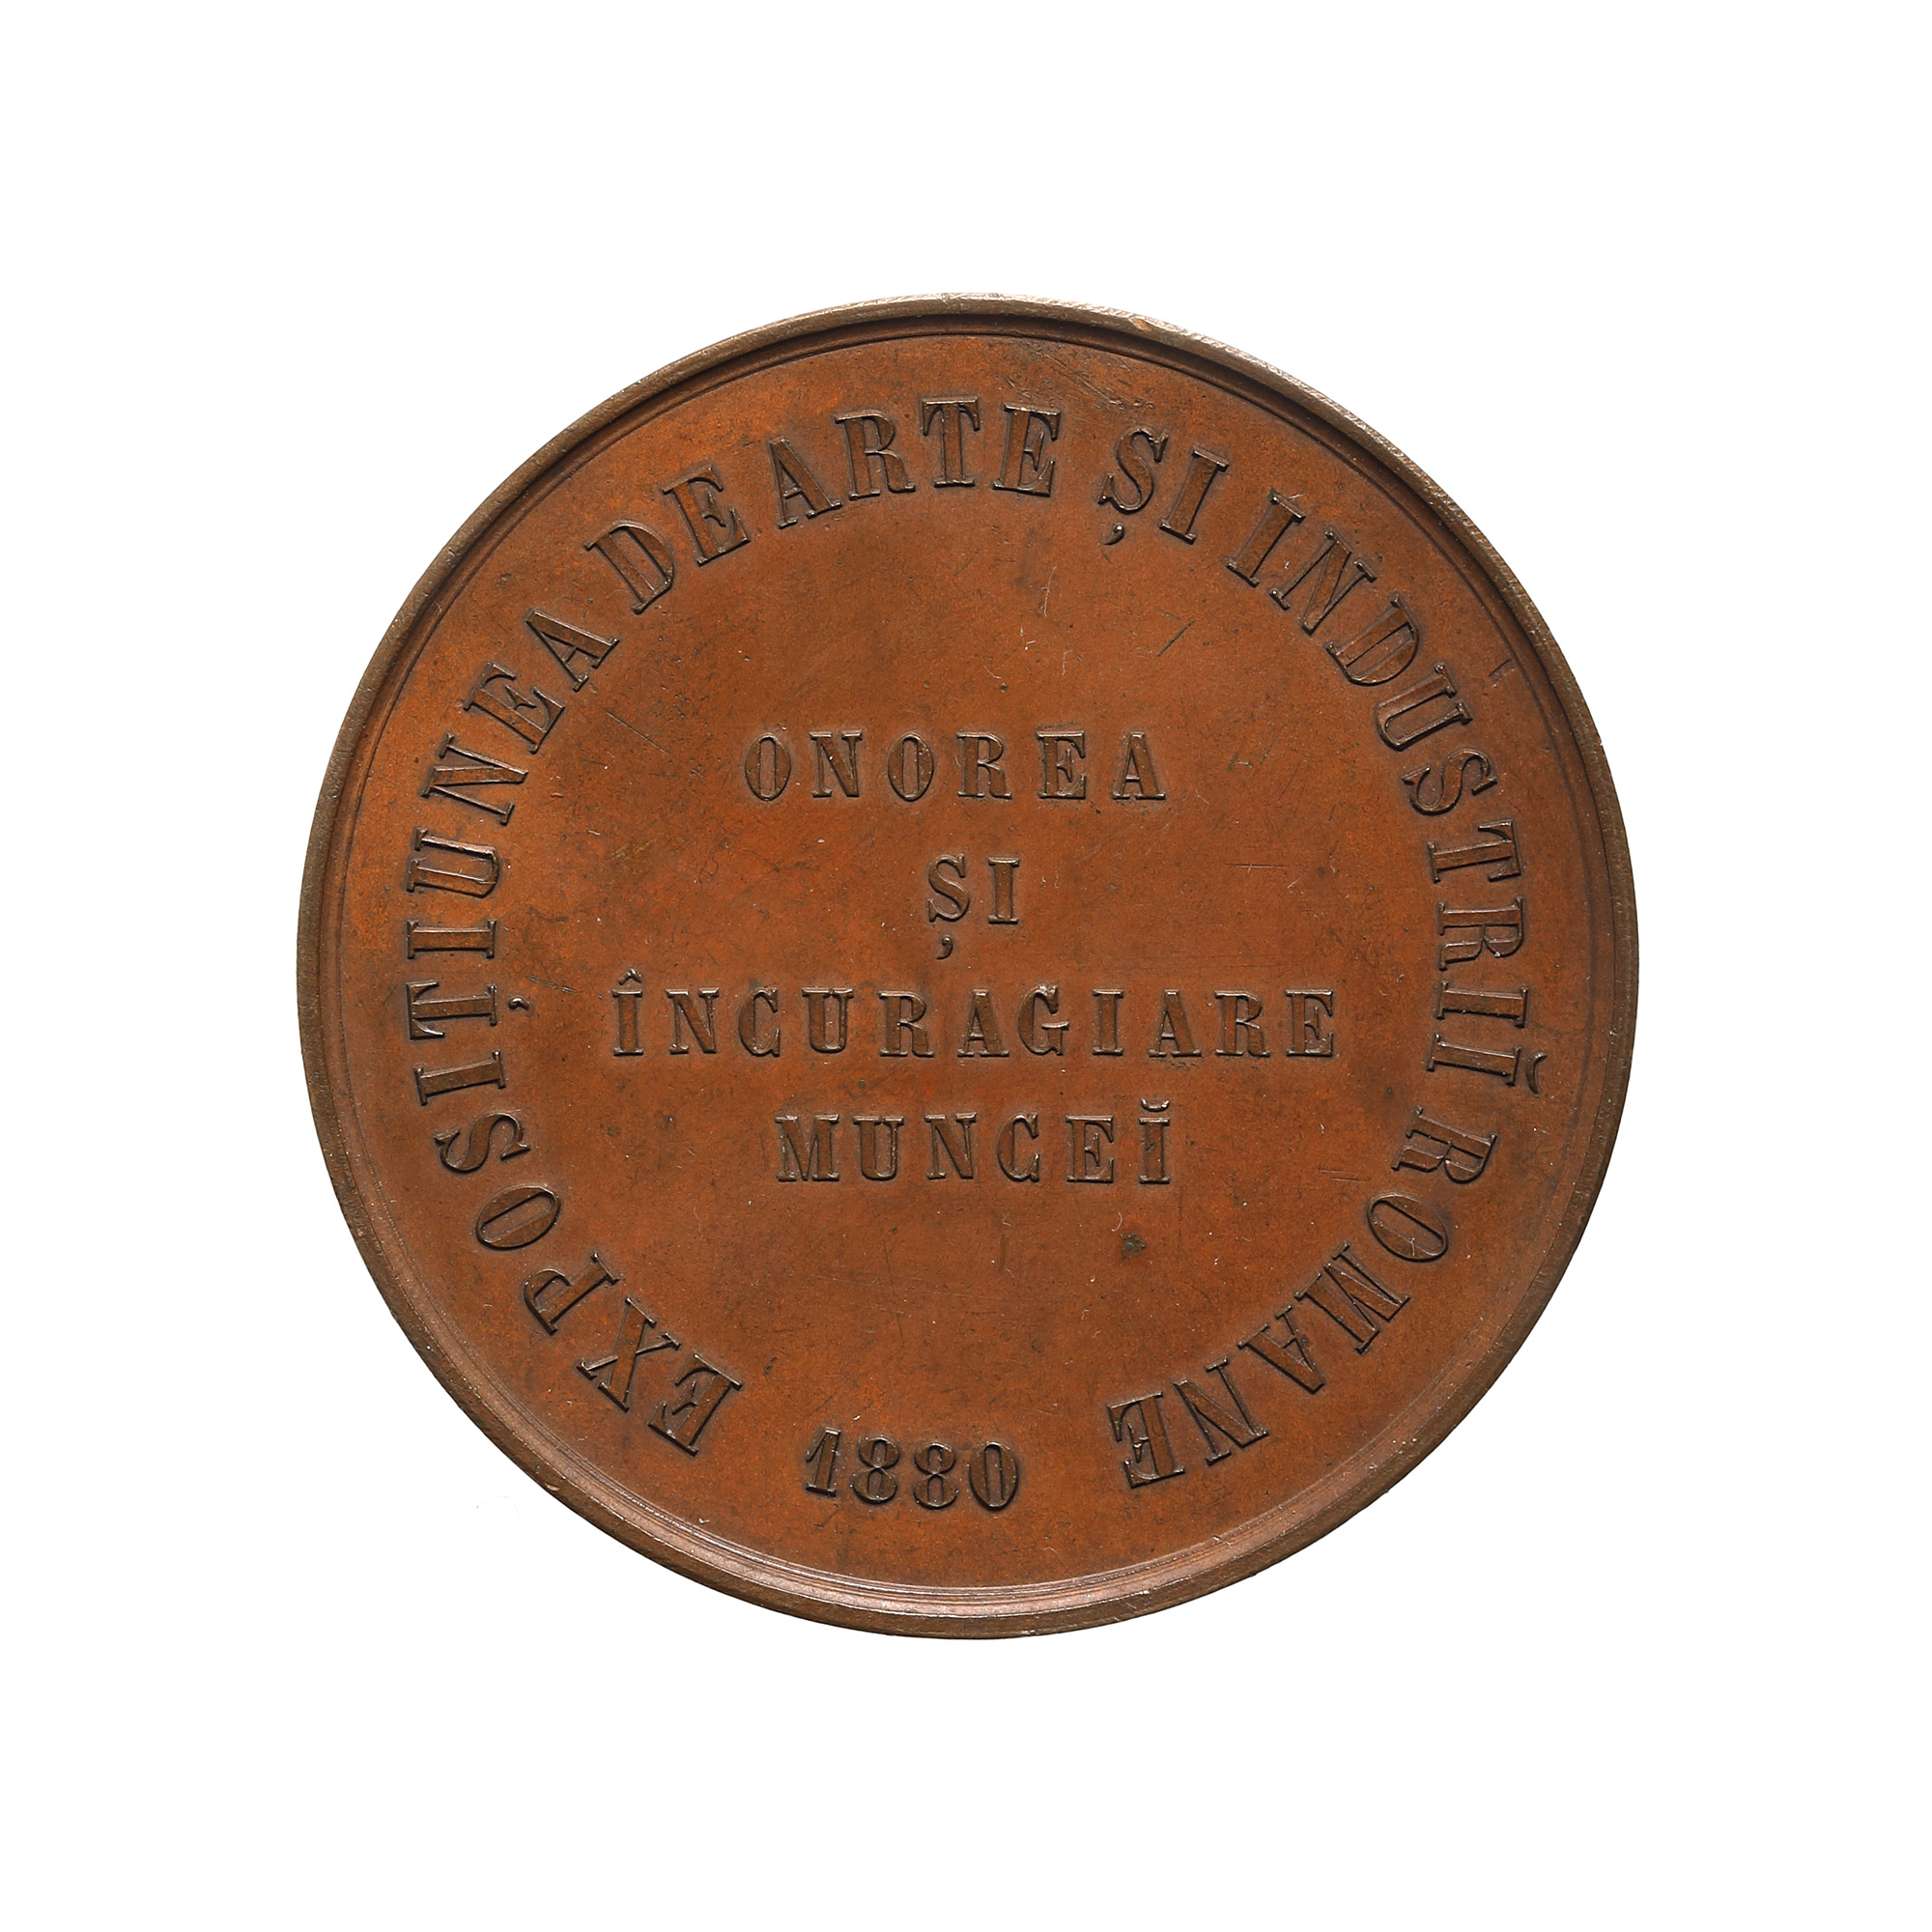 EXPOSIȚIUNEA DE ARTE ȘI INDUSTRIĬ ROMANE
1880
ONOREA
ȘI
ÎNCURAGIARE
MUNCEĬ